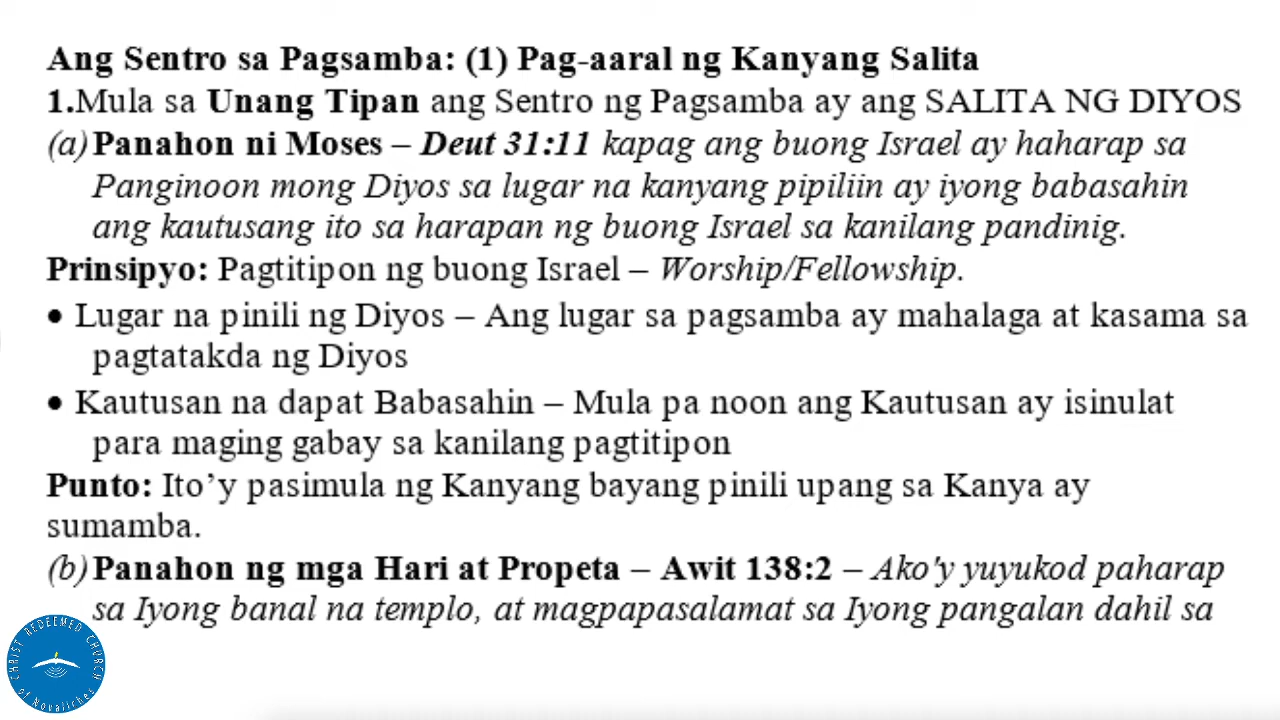 Ang Sentro sa Pagsamba: (1) Pag-aaral ng Kanyang Salita
1.Mula sa Unang Tipan ang Sentro ng Pagsamba ay ang SALITA NG DIYOS
(a) Panahon ni Moses – Deut 31:11 kapag ang buong Israel ay haharap sa
Panginoon mong Diyos sa lugar na kanyang pipiliin ay iyong babasahin
ang kautusang ito sa harapan ng buong Israel sa kanilang pandinig.
Prinsipyo: Pagtitipon ng buong Israel – Worship/Fellowship.
• Lugar na pinili ng Diyos – Ang lugar sa pagsamba ay mahalaga at kasama sa
pagtatakda ng Diyos
• Kautusan na dapat Babasahin – Mula pa noon ang Kautusan ay isinulat
para maging gabay sa kanilang pagtitipon
Punto: Ito’y pasimula ng Kanyang bayang pinili upang sa Kanya ay
sumamba.
(b) Panahon ng mga Hari at Propeta – Awit 138:2 – Ako'y yuyukod paharap
sa Iyong banal na templo, at magpapasalamat sa Iyong pangalan dahil sa
CHRIST REDEEMED CHURCH
of Novaliches